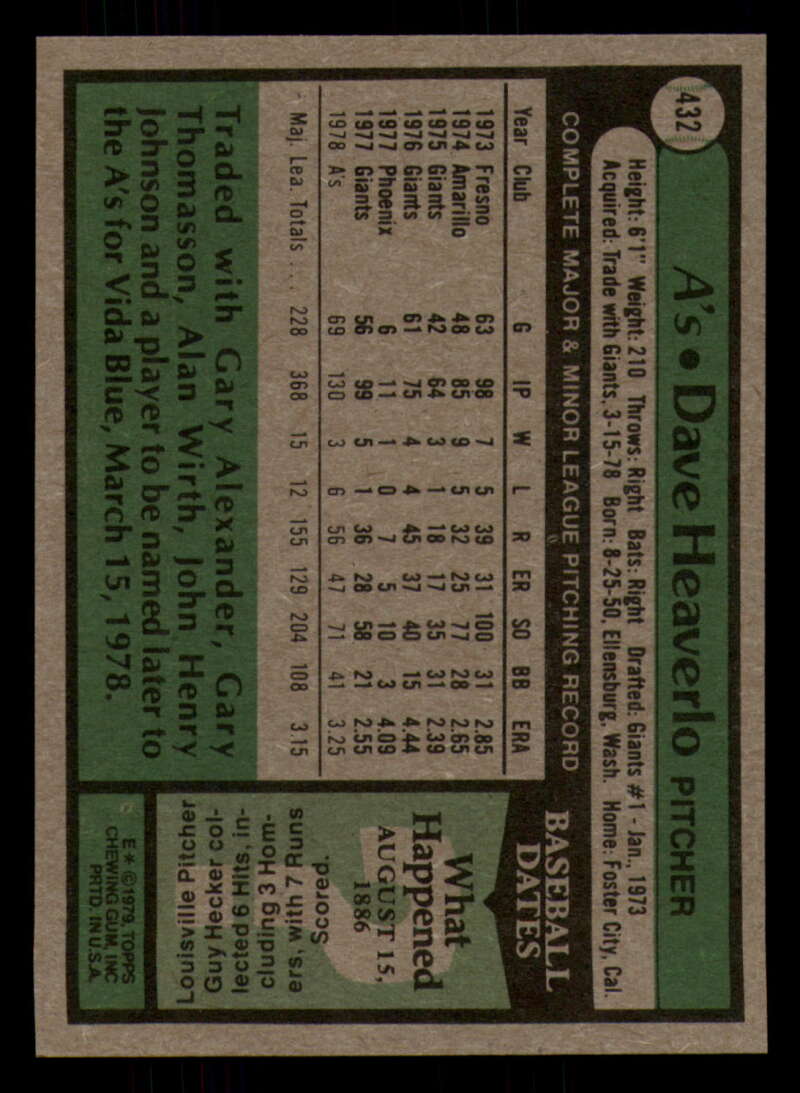 432
A's • Dave Heaverlo PITCHER
Height: 6'1" Weight: 210 Throws: Right Bats: Right Drafted: Giants #1 - Jan., 1973
Acquired: Trade with Giants, 3-15-78 Born: 8-25-50, Ellensburg, Wash. Home: Foster City, Cal.
COMPLETE MAJOR & MINOR LEAGUE PITCHING RECORD
Year Club G IP W L R ER SO BB ERA
1973 Fresno 63 98 7 5 39 31 100 31 2.85
1974 Amarillo 48 85 9 5 32 25 77 28 2.65
1975 Giants 42 64 3 1 18 17 35 31 2.39
1976 Giants 61 75 4 4 45 37 40 15 4.44
1977 Phoenix 6 11 1 0 7 5 10 3 4.09
1977 Giants 56 99 5 1 36 28 58 21 2.55
1978 A's 69 130 3 6 56 47 71 41 3.25
Maj. Lea. Totals . . . 228 368 15 12 155 129 204 108 3.15
Traded with Gary Alexander, Gary
Thomasson, Alan Wirth, John Henry
Johnson and a player to be named later to
the A's for Vida Blue, March 15, 1978.
BASEBALL
DATES
What
Happened
AUGUST 15,
1886
Louisville Pitcher
Guy Hecker col-
lected 6 Hits, in-
cluding 3 Hom-
ers, with 7 Runs
Scored.
E * © 1979, TOPPS
CHEWING GUM, INC
PRTD. IN U.S.A.